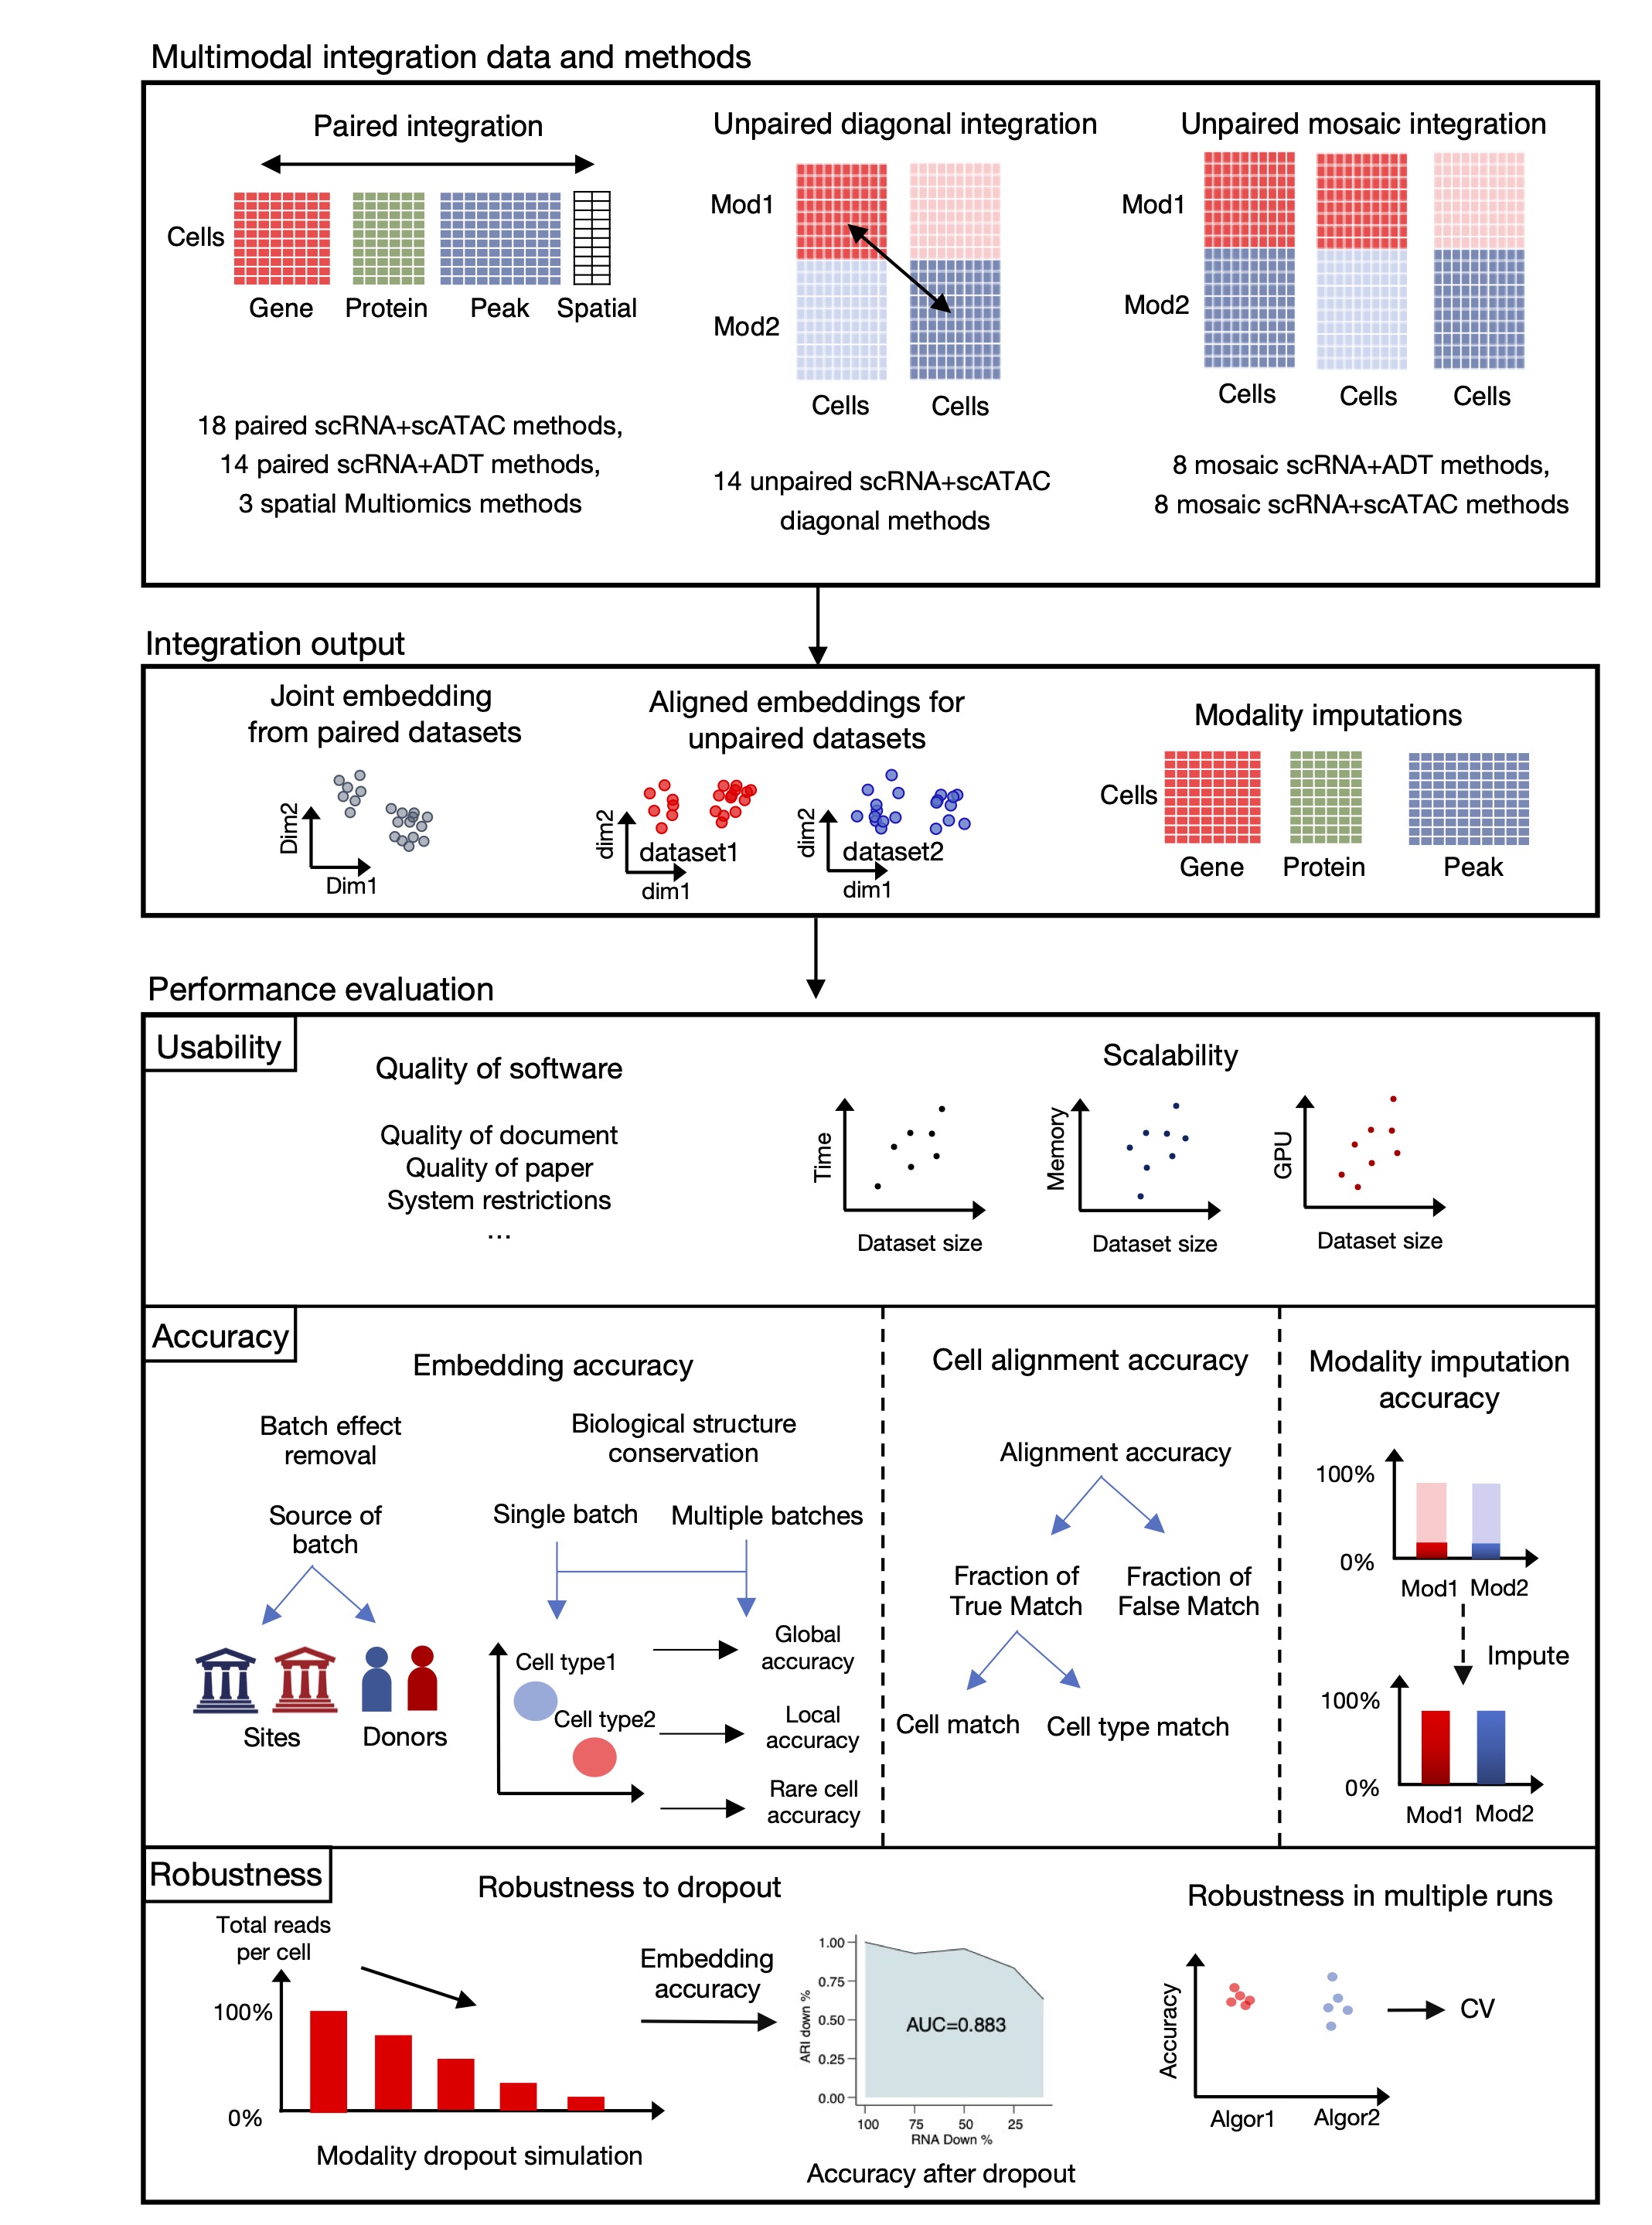 Multimodal integration data and methods
Paired integration
Cells
Gene
Protein
Peak
Spatial
18 paired scRNA+scATAC methods,
14 paired scRNA+ADT methods,
3 spatial Multiomics methods
Unpaired diagonal integration
Mod1
Mod2
Cells
Cells
14 unpaired scRNA+scATAC
diagonal methods
Unpaired mosaic integration
Mod1
Mod2
Cells
Cells
Cells
8 mosaic scRNA+ADT methods,
8 mosaic scRNA+scATAC methods
Integration output
Joint embedding
from paired datasets
Dim2
Dim1
Aligned embeddings for
unpaired datasets
dim2
dataset1
dim1
dim2
dataset2
dim1
Modality imputations
Cells
Gene
Protein
Peak
Performance evaluation
Usability
Quality of software
Quality of document
Quality of paper
System restrictions
...
Scalability
Time
Dataset size
Memory
Dataset size
GPU
Dataset size
Accuracy
Embedding accuracy
Batch effect
removal
Source of
batch
Sites
Donors
Biological structure
conservation
Single batch
Multiple batches
Cell type1
Cell type2
Global
accuracy
Local
accuracy
Rare cell
accuracy
Cell alignment accuracy
Alignment accuracy
Fraction of
True Match
Fraction of
False Match
Cell match
Cell type match
Modality imputation
accuracy
100%
0%
Mod1
Mod2
Impute
100%
0%
Mod1
Mod2
Robustness
Robustness to dropout
Total reads
per cell
100%
0%
Modality dropout simulation
Embedding
accuracy
ARI down %
1.00
0.75
0.50
0.25
0.00
AUC=0.883
100
75
50
25
RNA Down %
Accuracy after dropout
Robustness in multiple runs
Accuracy
Algor1
Algor2
CV